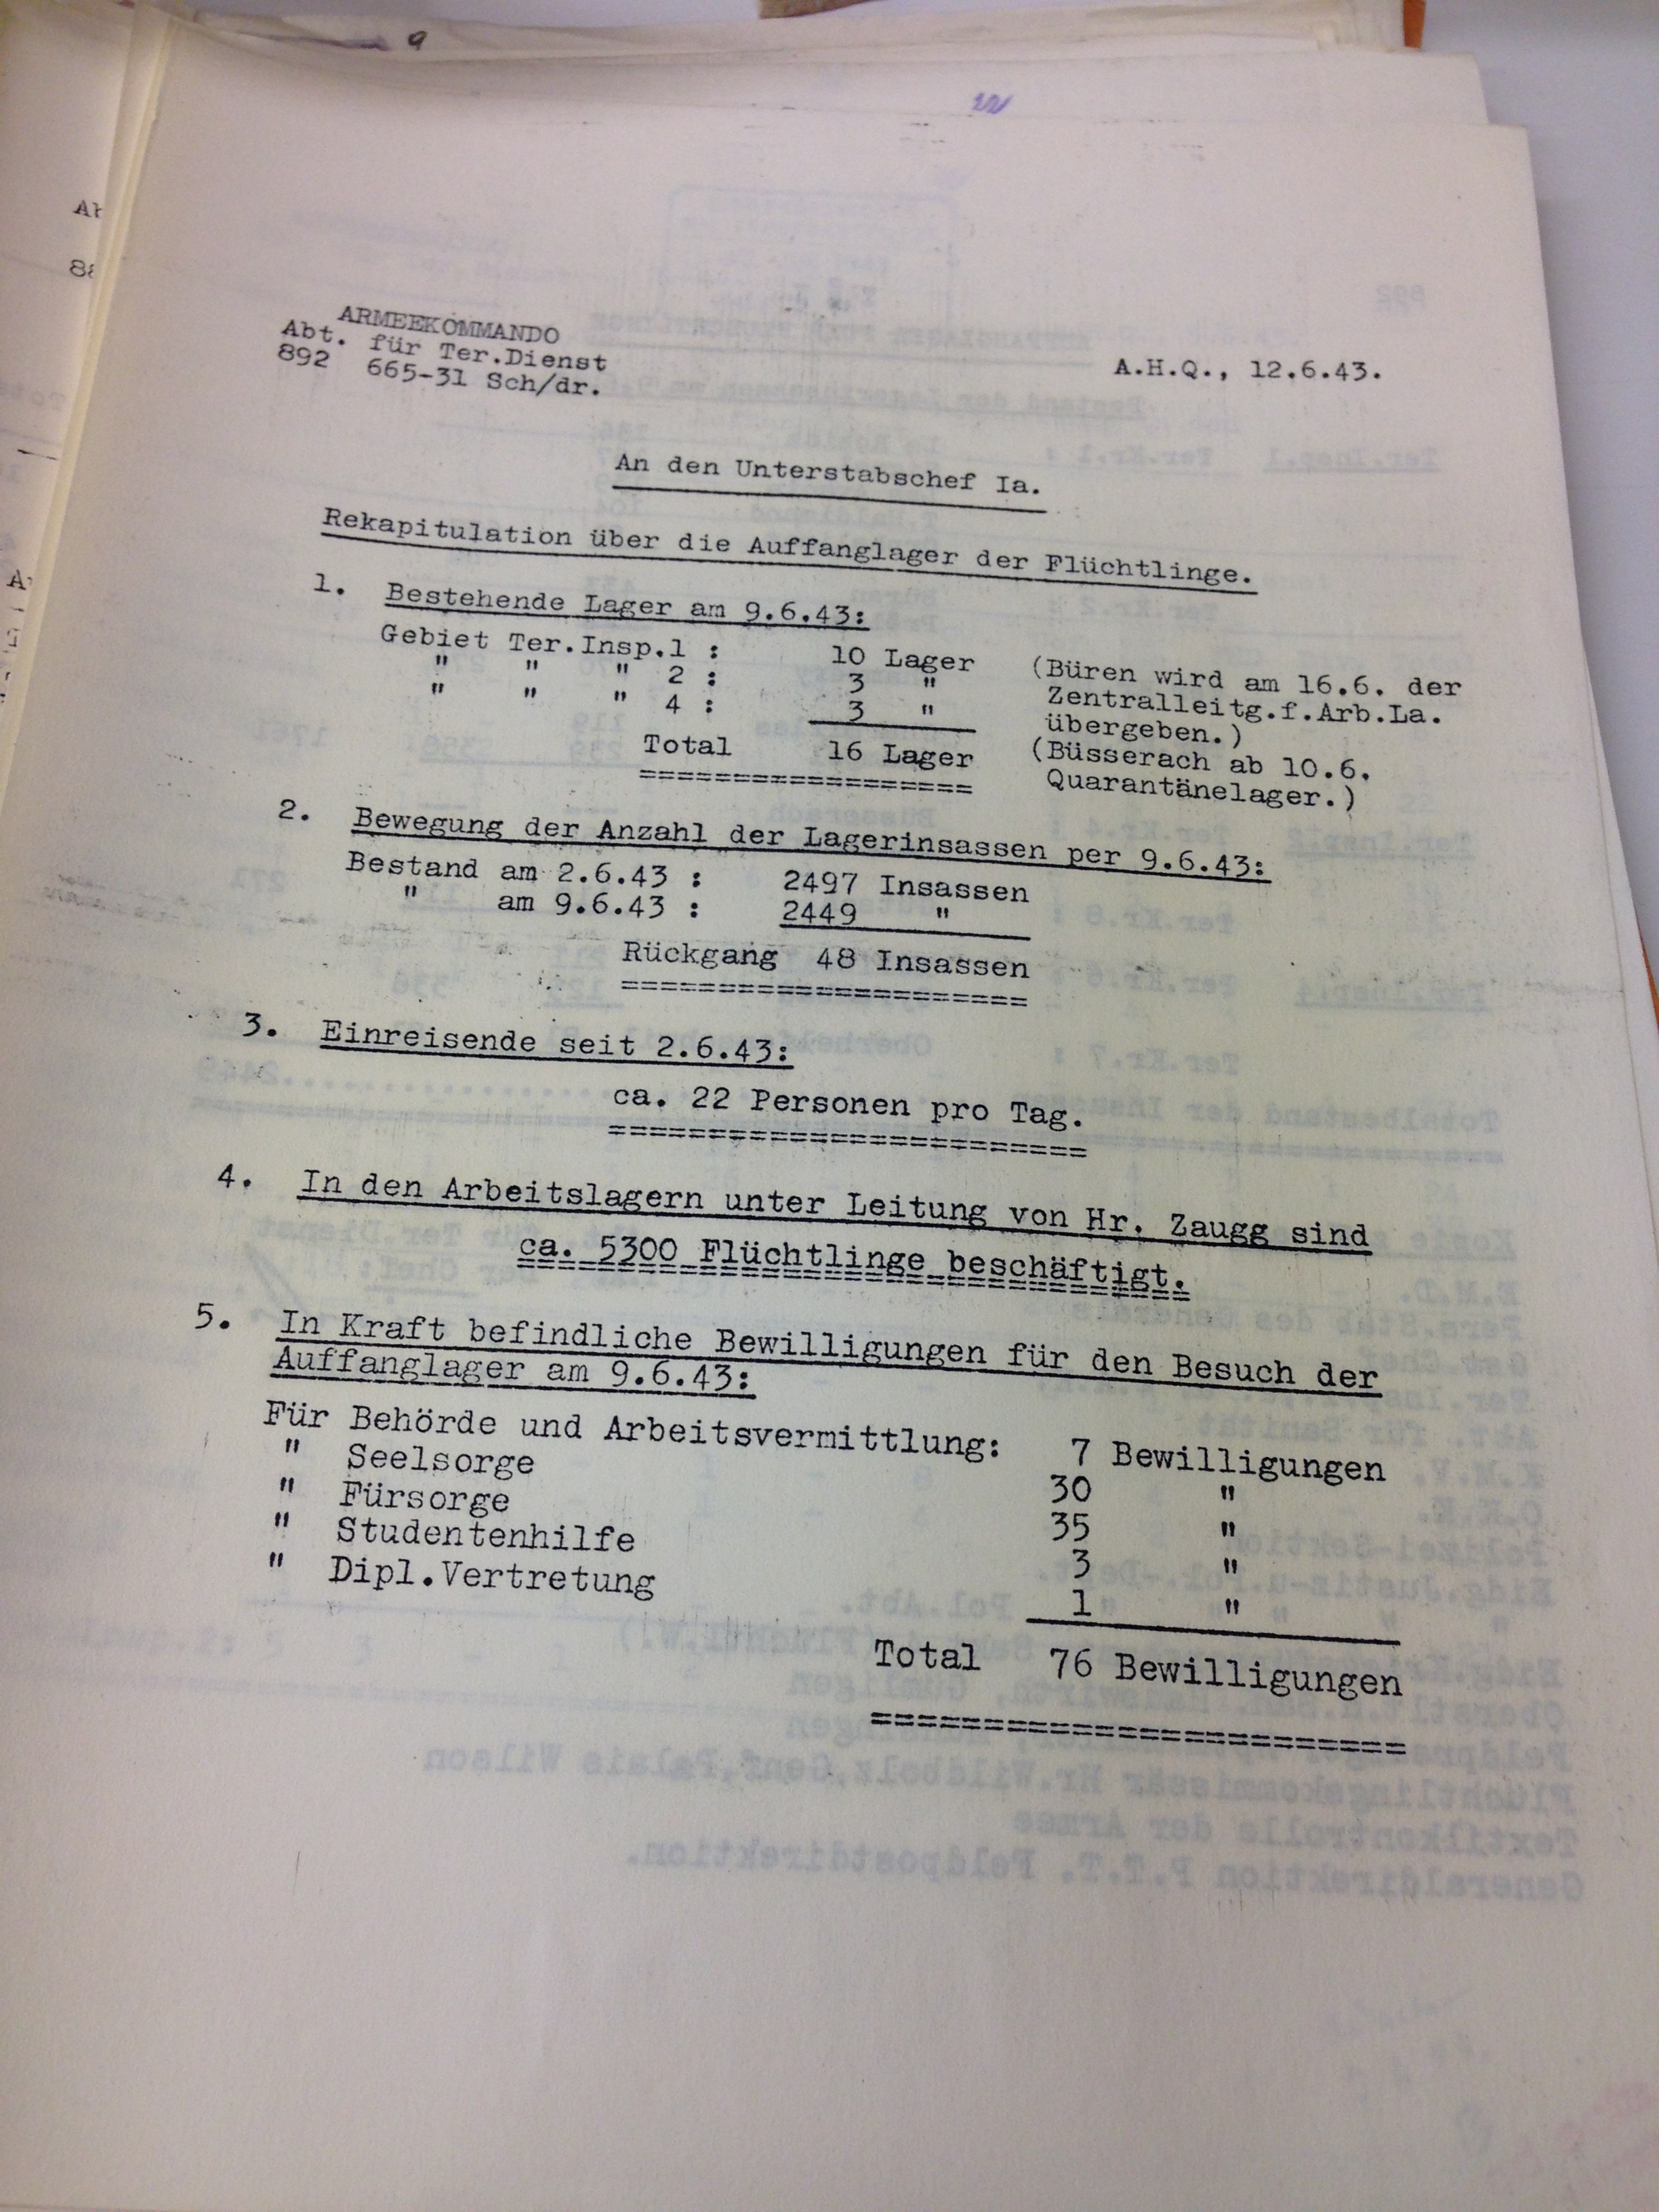 ARMEEKOMMANDO
Abt. für Ter.Dienst
892 665-31 Sch/dr.
A.H.Q., 12.6.43.
An den Unterstabschef Ia.
Rekapitulation über die Auffanglager der Flüchtlinge.
1. Bestehende Lager am 9.6.43:
Gebiet Ter.Insp.1 : 10 Lager (Büren wird am 16.6. der
" " " 2 : 3 " Zentralleitg.f.Arb.La.
" " " 4 : 3 " übergeben.)
Total 16 Lager (Büsserach ab 10.6.
================= Quarantänelager.)
2. Bewegung der Anzahl der Lagerinsassen per 9.6.43:
Bestand am 2.6.43 : 2497 Insassen
" am 9.6.43 : 2449 "
Rückgang 48 Insassen
=====================
3. Einreisende seit 2.6.43:
ca. 22 Personen pro Tag.
========================
4. In den Arbeitslagern unter Leitung von Hr. Zaugg sind
ca. 5300 Flüchtlinge beschäftigt.
5. In Kraft befindliche Bewilligungen für den Besuch der
Auffanglager am 9.6.43:
Für Behörde und Arbeitsvermittlung: 7 Bewilligungen
" Seelsorge 30 "
" Fürsorge 35 "
" Studentenhilfe 3 "
" Dipl.Vertretung 1 "
Total 76 Bewilligungen
========================